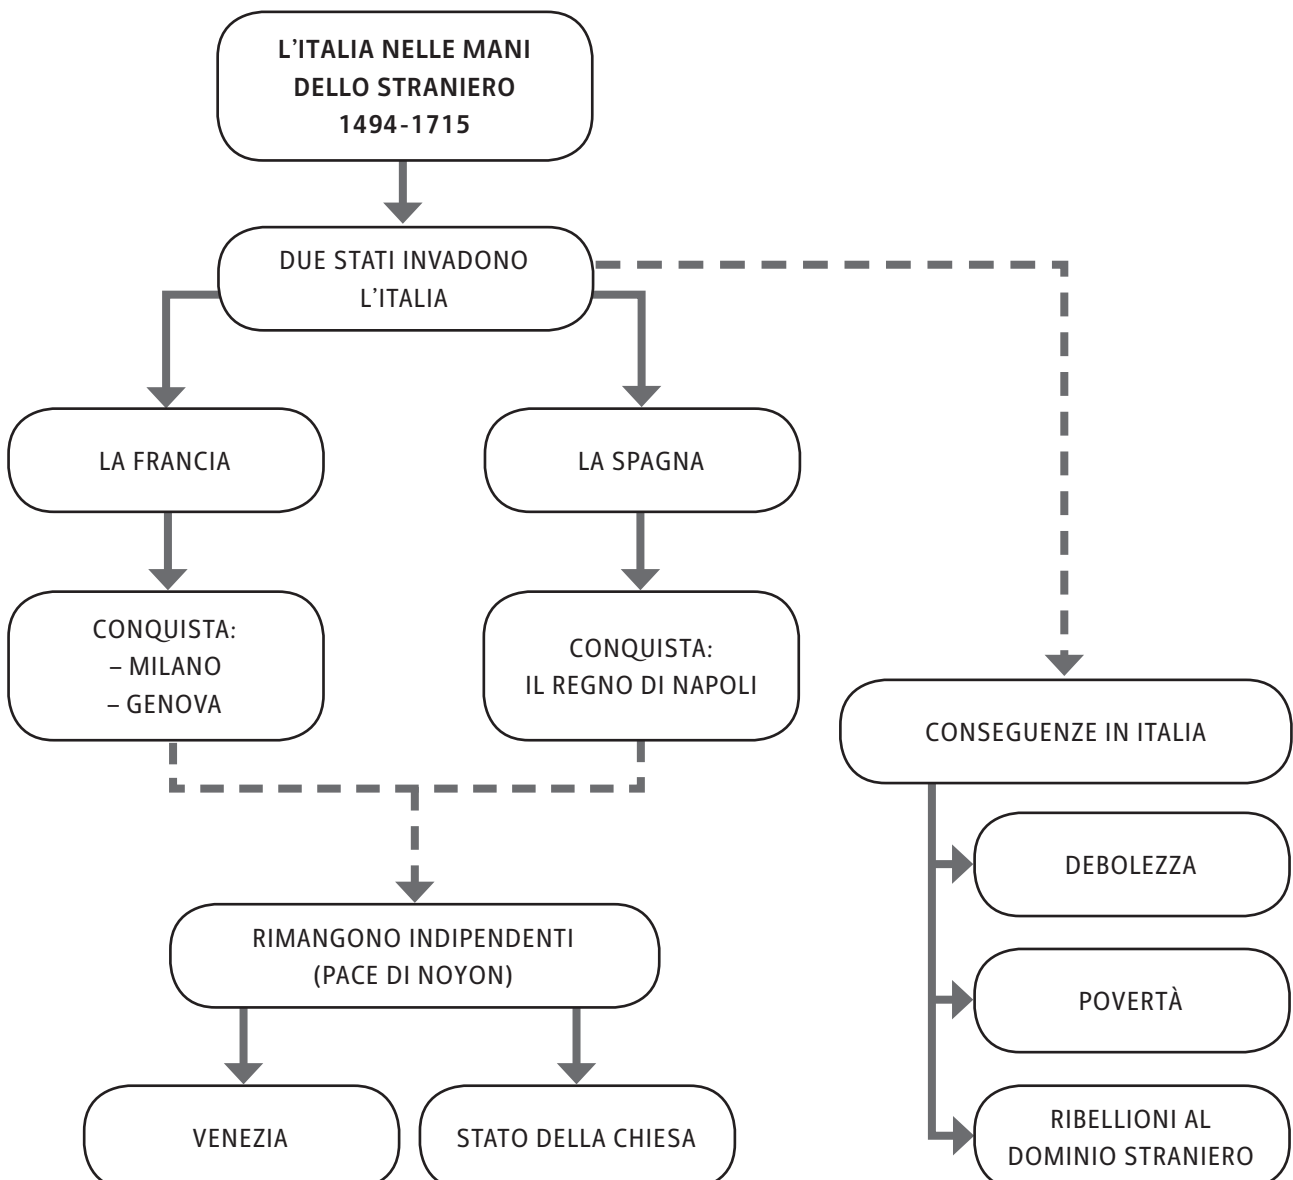 L’ITALIA NELLE MANI
DELLO STRANIERO
1494-1715
DUE STATI INVADONO
L’ITALIA
LA FRANCIA
LA SPAGNA
CONQUISTA:
– MILANO
– GENOVA
CONQUISTA:
IL REGNO DI NAPOLI
RIMANGONO INDIPENDENTI
(PACE DI NOYON)
VENEZIA
STATO DELLA CHIESA
CONSEGUENZE IN ITALIA
DEBOLEZZA
POVERTÀ
RIBELLIONI AL
DOMINIO STRANIERO